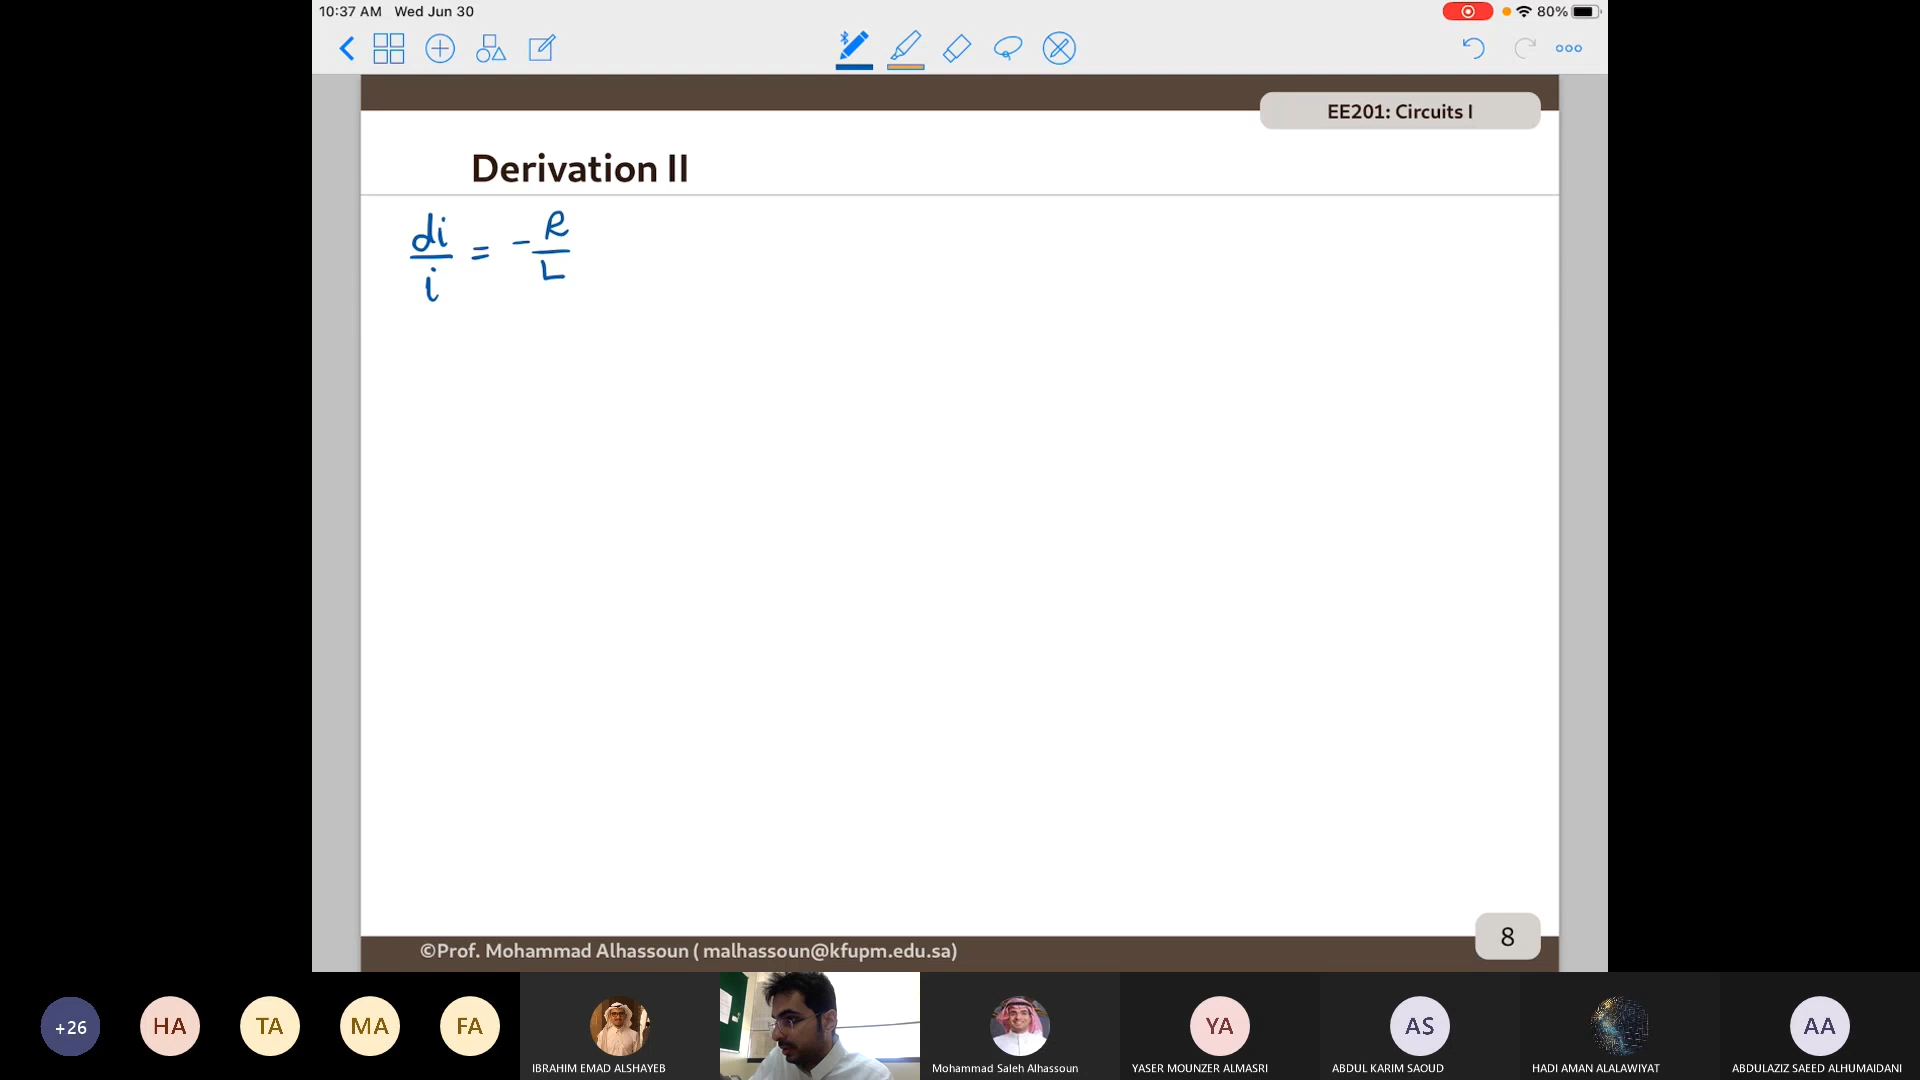 10:37 AM Wed Jun 30
80%
EE201: Circuits I
Derivation II
di/i = - R/L
8
©Prof. Mohammad Alhassoun ( malhassoun@kfupm.edu.sa)
+26
HA
TA
MA
FA
YA
AS
AA
IBRAHIM EMAD ALSHAYEB
Mohammad Saleh Alhassoun
YASER MOUNZER ALMASRI
ABDUL KARIM SAOUD
HADI AMAN ALALAWIYAT
ABDULAZIZ SAEED ALHUMAIDANI